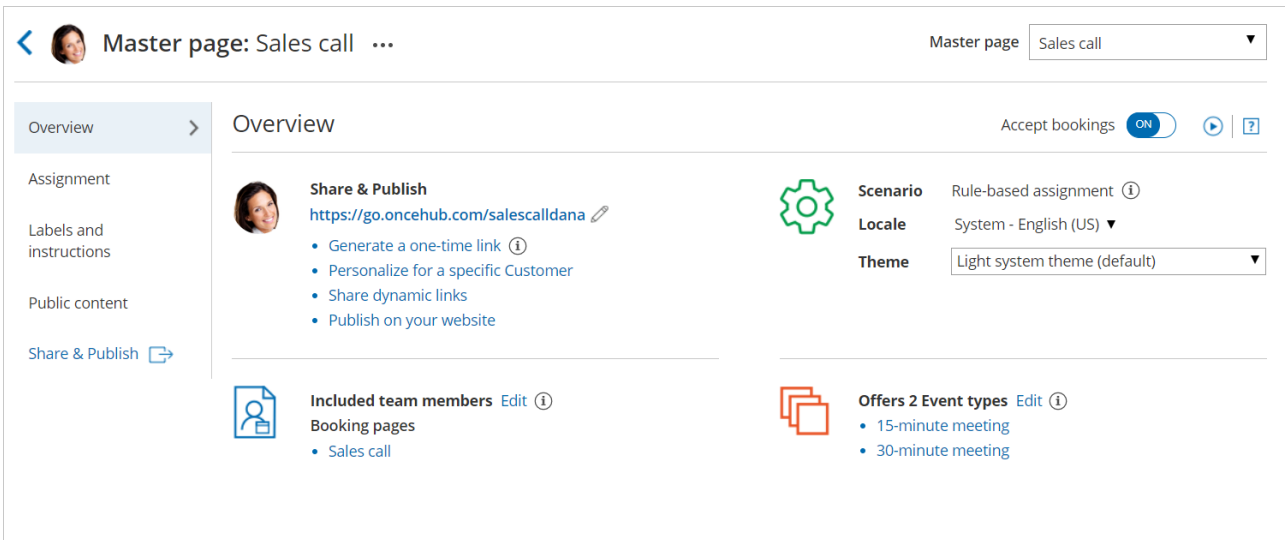 Master page: Sales call ...
Master page Sales call
Overview
Assignment
Labels and
instructions
Public content
Share & Publish
Overview
Accept bookings ON
?
Share & Publish
https://go.oncehub.com/salescalldana
• Generate a one-time link i
• Personalize for a specific Customer
• Share dynamic links
• Publish on your website
Scenario Rule-based assignment i
Locale System - English (US)
Theme Light system theme (default)
Included team members Edit i
Booking pages
• Sales call
Offers 2 Event types Edit i
• 15-minute meeting
• 30-minute meeting